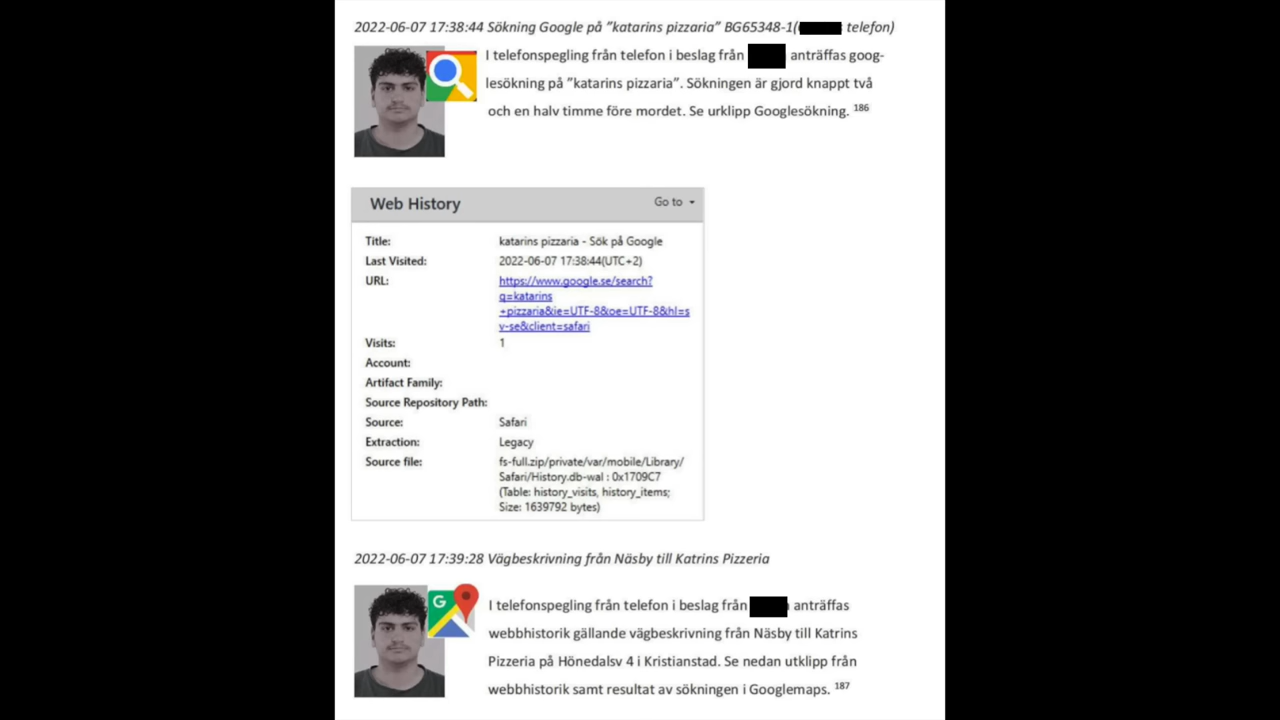 2022-06-07 17:38:44 Sökning Google på ”katarins pizzaria” BG65348-1( telefon)
I telefonspegling från telefon i beslag från anträffas goog-
lesökning på ”katarins pizzaria”. Sökningen är gjord knappt två
och en halv timme före mordet. Se urklipp Googlesökning. 186
Web History
Go to
Title: katarins pizzaria - Sök på Google
Last Visited: 2022-06-07 17:38:44(UTC+2)
URL: https://www.google.se/search?
q=katarins
+pizzaria&ie=UTF-8&oe=UTF-8&hl=s
v-se&client=safari
Visits: 1
Account:
Artifact Family:
Source Repository Path:
Source: Safari
Extraction: Legacy
Source file: fs-full.zip/private/var/mobile/Library/
Safari/History.db-wal : 0x1709C7
(Table: history_visits, history_items;
Size: 1639792 bytes)
2022-06-07 17:39:28 Vägbeskrivning från Näsby till Katrins Pizzeria
G
I telefonspegling från telefon i beslag från anträffas
webbhistorik gällande vägbeskrivning från Näsby till Katrins
Pizzeria på Hönedalsv 4 i Kristianstad. Se nedan utklipp från
webbhistorik samt resultat av sökningen i Googlemaps. 187